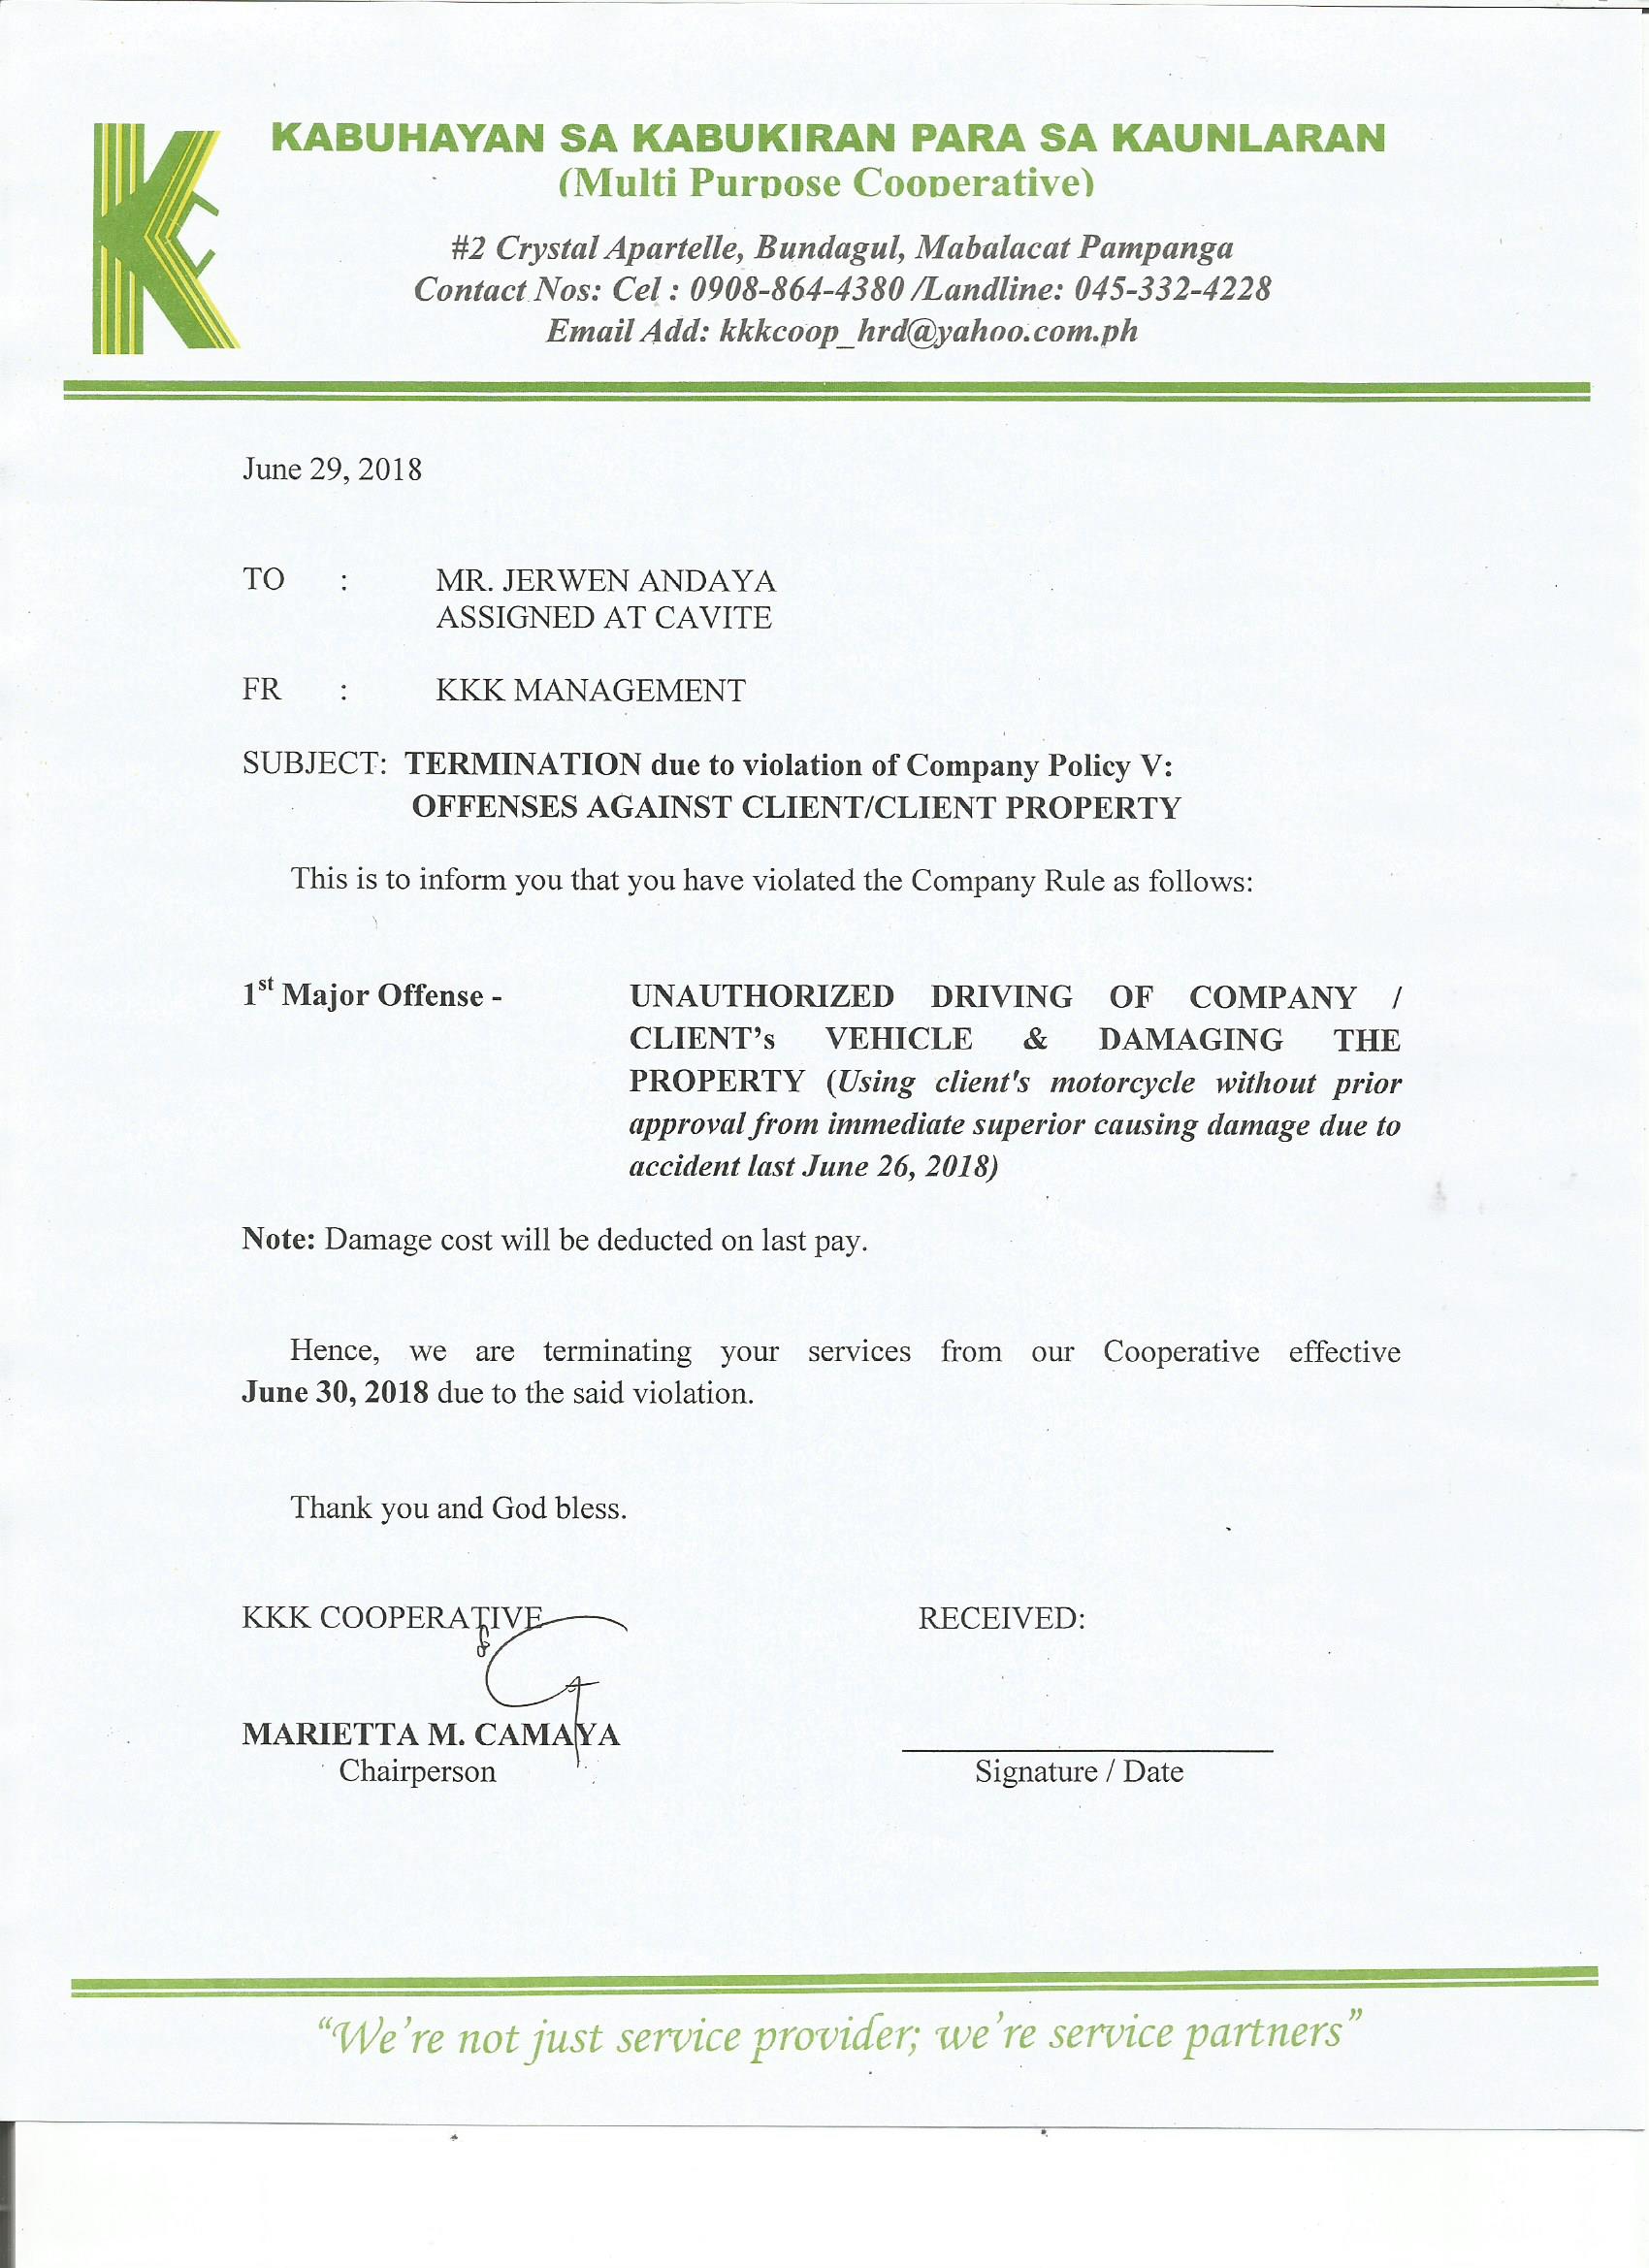 KABUHAYAN SA KABUKIRAN PARA SA KAUNLARAN
(Multi Purpose Cooperative)
#2 Crystal Apartelle, Bundagul, Mabalacat Pampanga
Contact Nos: Cel : 0908-864-4380 /Landline: 045-332-4228
Email Add: kkkcoop_hrd@yahoo.com.ph
June 29, 2018
TO : MR. JERWEN ANDAYA
ASSIGNED AT CAVITE
FR : KKK MANAGEMENT
SUBJECT: TERMINATION due to violation of Company Policy V:
OFFENSES AGAINST CLIENT/CLIENT PROPERTY
This is to inform you that you have violated the Company Rule as follows:
1st Major Offense - UNAUTHORIZED DRIVING OF COMPANY /
CLIENT's VEHICLE & DAMAGING THE
PROPERTY (Using client's motorcycle without prior
approval from immediate superior causing damage due to
accident last June 26, 2018)
Note: Damage cost will be deducted on last pay.
Hence, we are terminating your services from our Cooperative effective
June 30, 2018 due to the said violation.
Thank you and God bless.
KKK COOPERATIVE RECEIVED:
MARIETTA M. CAMAYA
Chairperson Signature / Date
“We’re not just service provider; we’re service partners”